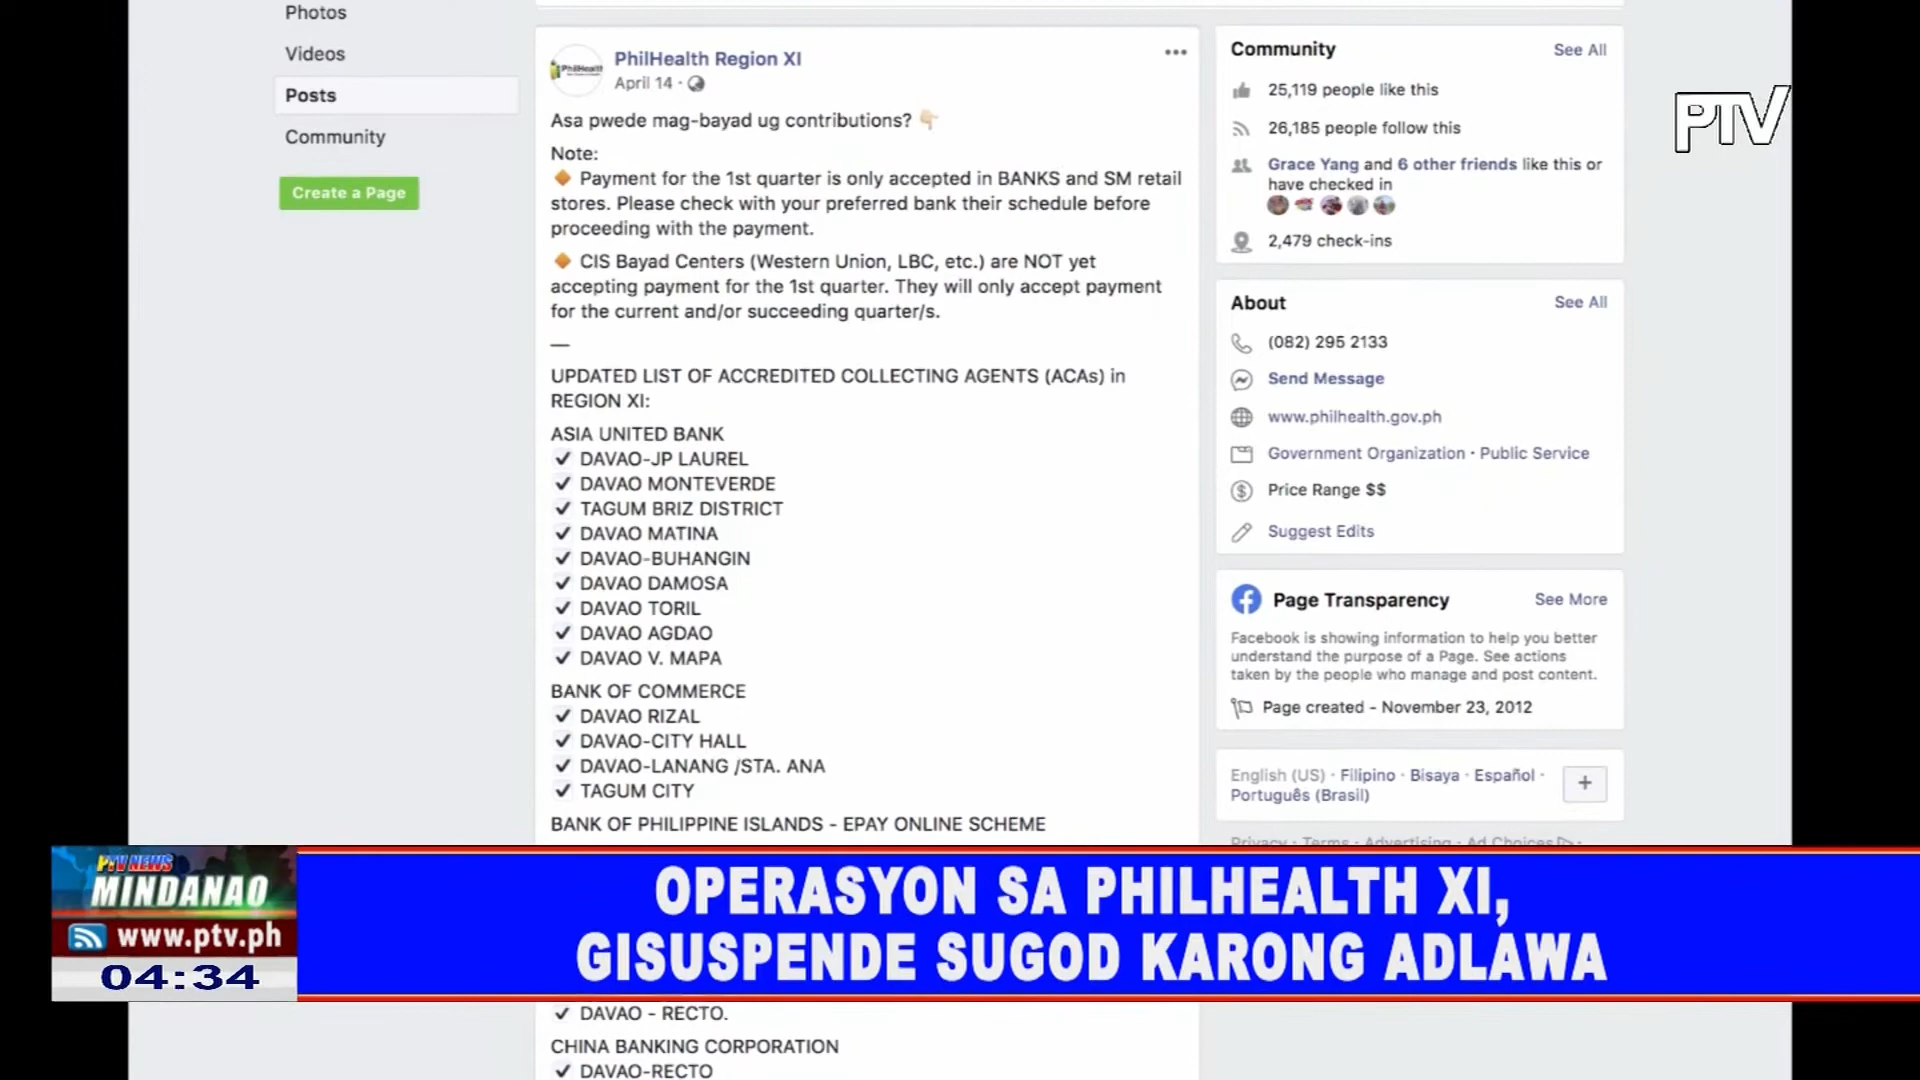 Photos
Videos
Posts
Community
Create a Page
PhilHealth
PhilHealth Region XI
April 14 ·
Asa pwede mag-bayad ug contributions? 👇🏻
Note:
🔸 Payment for the 1st quarter is only accepted in BANKS and SM retail
stores. Please check with your preferred bank their schedule before
proceeding with the payment.
🔸 CIS Bayad Centers (Western Union, LBC, etc.) are NOT yet
accepting payment for the 1st quarter. They will only accept payment
for the current and/or succeeding quarter/s.
—
UPDATED LIST OF ACCREDITED COLLECTING AGENTS (ACAs) in
REGION XI:
ASIA UNITED BANK
✔ DAVAO-JP LAUREL
✔ DAVAO MONTEVERDE
✔ TAGUM BRIZ DISTRICT
✔ DAVAO MATINA
✔ DAVAO-BUHANGIN
✔ DAVAO DAMOSA
✔ DAVAO TORIL
✔ DAVAO AGDAO
✔ DAVAO V. MAPA
BANK OF COMMERCE
✔ DAVAO RIZAL
✔ DAVAO-CITY HALL
✔ DAVAO-LANANG /STA. ANA
✔ TAGUM CITY
BANK OF PHILIPPINE ISLANDS - EPAY ONLINE SCHEME
✔ DAVAO - RECTO.
CHINA BANKING CORPORATION
✔ DAVAO-RECTO
Community
See All
25,119 people like this
26,185 people follow this
Grace Yang and 6 other friends like this or
have checked in
2,479 check-ins
About
See All
(082) 295 2133
Send Message
www.philhealth.gov.ph
Government Organization · Public Service
Price Range $$
Suggest Edits
Page Transparency
See More
Facebook is showing information to help you better
understand the purpose of a Page. See actions
taken by the people who manage and post content.
Page created - November 23, 2012
English (US) · Filipino · Bisaya · Español ·
Português (Brasil)
+
Privacy · Terms · Advertising · Ad Choices ·
PTV
PTV NEWS
MINDANAO
www.ptv.ph
04:34
OPERASYON SA PHILHEALTH XI,
GISUSPENDE SUGOD KARONG ADLAWA